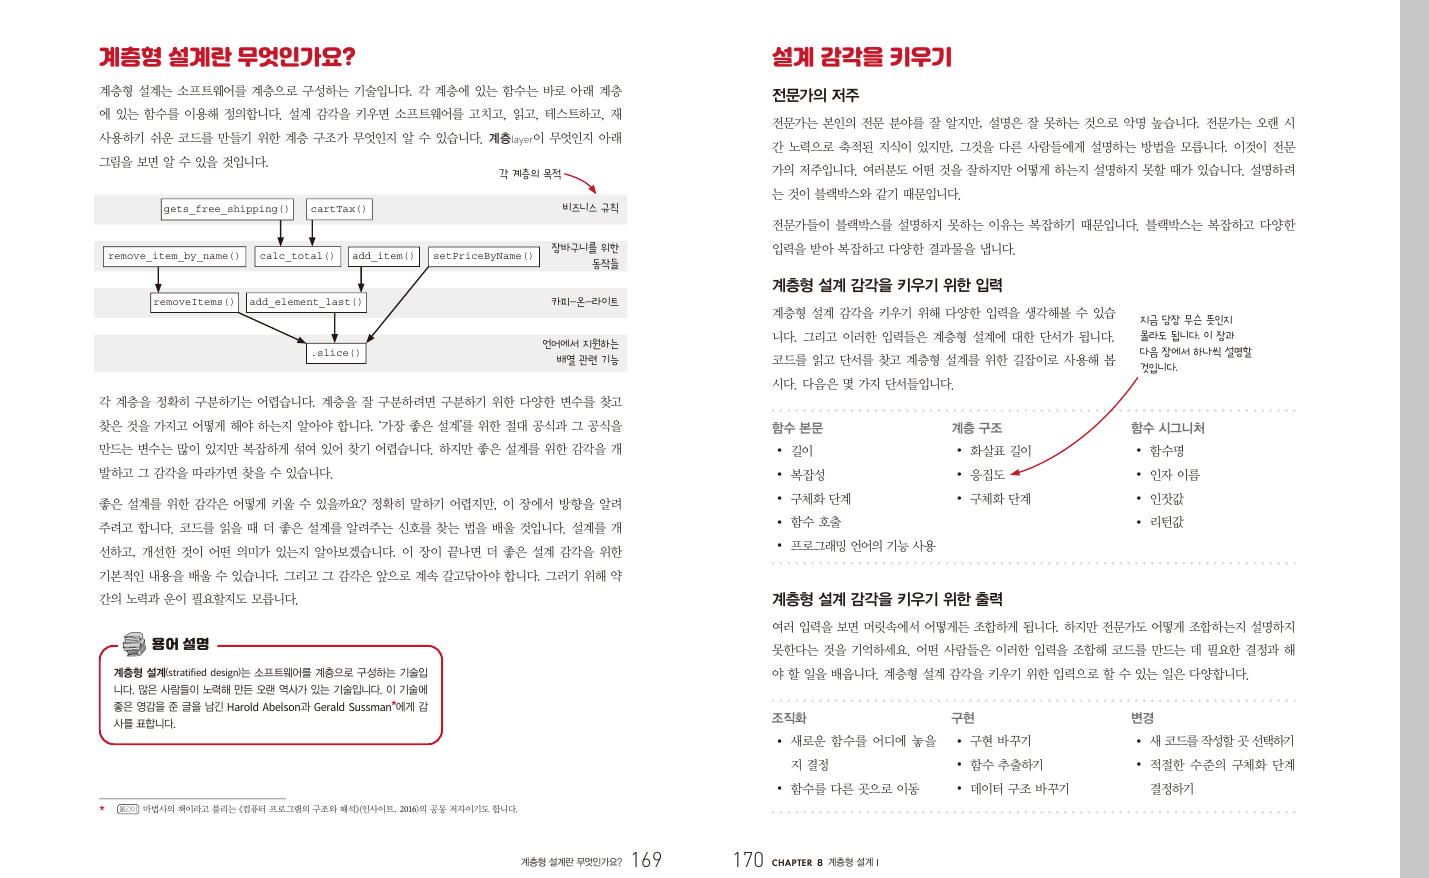 계층형 설계란 무엇인가요?
계층형 설계는 소프트웨어를 계층으로 구성하는 기술입니다. 각 계층에 있는 함수는 바로 아래 계층
에 있는 함수를 이용해 정의합니다. 설계 감각을 키우면 소프트웨어를 고치고, 읽고, 테스트하고, 재
사용하기 쉬운 코드를 만들기 위한 계층 구조가 무엇인지 알 수 있습니다. 계층layer이 무엇인지 아래
그림을 보면 알 수 있을 것입니다.
각 계층의 목적
gets_free_shipping() cartTax() 비즈니스 규칙
remove_item_by_name() calc_total() add_item() setPriceByName() 장바구니를 위한
동작들
removeItems() add_element_last() 카피-온-라이트
.slice() 언어에서 지원하는
배열 관련 기능
각 계층을 정확히 구분하기는 어렵습니다. 계층을 잘 구분하려면 구분하기 위한 다양한 변수를 찾고
찾은 것을 가지고 어떻게 해야 하는지 알아야 합니다. ‘가장 좋은 설계’를 위한 절대 공식과 그 공식을
만드는 변수는 많이 있지만 복잡하게 섞여 있어 찾기 어렵습니다. 하지만 좋은 설계를 위한 감각을 개
발하고 그 감각을 따라가면 찾을 수 있습니다.
좋은 설계를 위한 감각은 어떻게 키울 수 있을까요? 정확히 말하기 어렵지만, 이 장에서 방향을 알려
주려고 합니다. 코드를 읽을 때 더 좋은 설계를 알려주는 신호를 찾는 법을 배울 것입니다. 설계를 개
선하고, 개선한 것이 어떤 의미가 있는지 알아보겠습니다. 이 장이 끝나면 더 좋은 설계 감각을 위한
기본적인 내용을 배울 수 있습니다. 그리고 그 감각은 앞으로 계속 갈고닦아야 합니다. 그러기 위해 약
간의 노력과 운이 필요할지도 모릅니다.
용어 설명
계층형 설계(stratified design)는 소프트웨어를 계층으로 구성하는 기술입
니다. 많은 사람들이 노력해 만든 오랜 역사가 있는 기술입니다. 이 기술에
좋은 영감을 준 글을 남긴 Harold Abelson과 Gerald Sussman*에게 감
사를 표합니다.
* 옮긴이 마법사의 책이라고 불리는 《컴퓨터 프로그램의 구조와 해석》(인사이트, 2016)의 공동 저자이기도 합니다.
계층형 설계란 무엇인가요? 169
설계 감각을 키우기
전문가의 저주
전문가는 본인의 전문 분야를 잘 알지만, 설명은 잘 못하는 것으로 악명 높습니다. 전문가는 오랜 시
간 노력으로 축적된 지식이 있지만, 그것을 다른 사람들에게 설명하는 방법을 모릅니다. 이것이 전문
가의 저주입니다. 여러분도 어떤 것을 잘하지만 어떻게 하는지 설명하지 못할 때가 있습니다. 설명하려
는 것이 블랙박스와 같기 때문입니다.
전문가들이 블랙박스를 설명하지 못하는 이유는 복잡하기 때문입니다. 블랙박스는 복잡하고 다양한
입력을 받아 복잡하고 다양한 결과물을 냅니다.
계층형 설계 감각을 키우기 위한 입력
계층형 설계 감각을 키우기 위해 다양한 입력을 생각해볼 수 있습
니다. 그리고 이러한 입력들은 계층형 설계에 대한 단서가 됩니다.
코드를 읽고 단서를 찾고 계층형 설계를 위한 길잡이로 사용해 봅
시다. 다음은 몇 가지 단서들입니다.
지금 당장 무슨 뜻인지
몰라도 됩니다. 이 장과
다음 장에서 하나씩 설명할
것입니다.
함수 본문
• 길이
• 복잡성
• 구체화 단계
• 함수 호출
• 프로그래밍 언어의 기능 사용
계층 구조
• 화살표 길이
• 응집도
• 구체화 단계
함수 시그니처
• 함수명
• 인자 이름
• 인잣값
• 리턴값
계층형 설계 감각을 키우기 위한 출력
여러 입력을 보면 머릿속에서 어떻게든 조합하게 됩니다. 하지만 전문가도 어떻게 조합하는지 설명하지
못한다는 것을 기억하세요. 어떤 사람들은 이러한 입력을 조합해 코드를 만드는 데 필요한 결정과 해
야 할 일을 배웁니다. 계층형 설계 감각을 키우기 위한 입력으로 할 수 있는 일은 다양합니다.
조직화
• 새로운 함수를 어디에 놓을
지 결정
• 함수를 다른 곳으로 이동
구현
• 구현 바꾸기
• 함수 추출하기
• 데이터 구조 바꾸기
변경
• 새 코드를 작성할 곳 선택하기
• 적절한 수준의 구체화 단계
결정하기
170 CHAPTER 8 계층형 설계 I